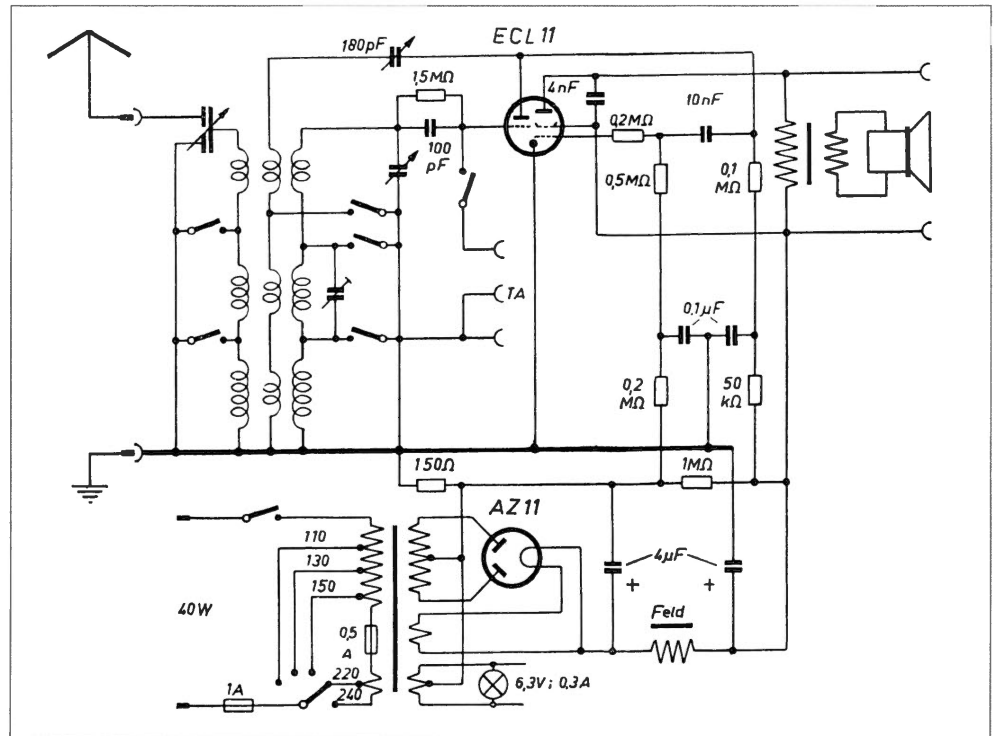 ECL 11
180pF
1,5MΩ
4nF
10nF
100
pF
0,2MΩ
0,5MΩ
0,1
MΩ
TA
0,1µF
0,2
MΩ
50
kΩ
150Ω
1MΩ
AZ11
110
130
150
4µF
+
+
40W
0,5
A
Feld
220
240
1A
6,3V ; 0,3A